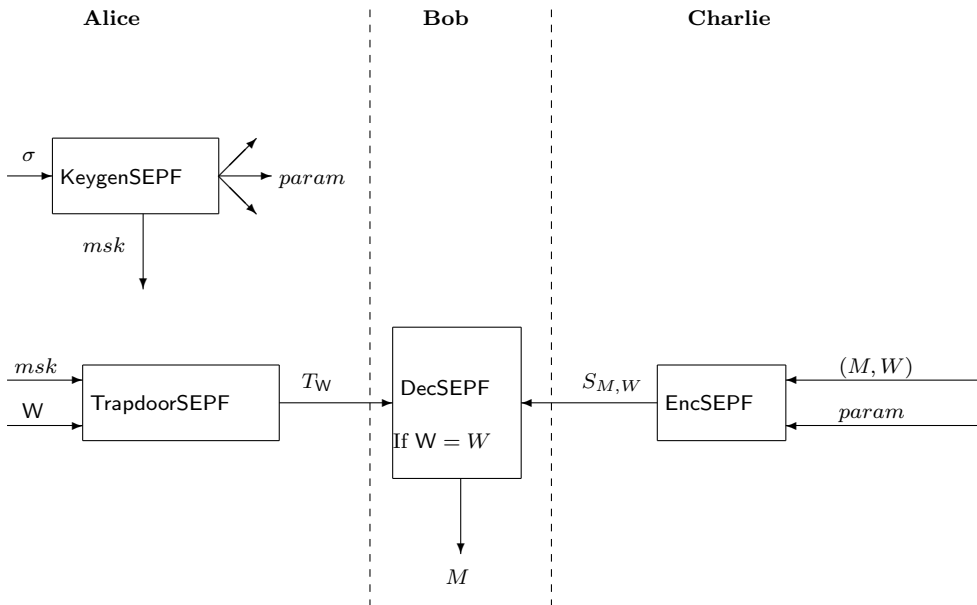 Alice Bob Charlie
σ
KeygenSEPF
param
msk
msk
W
TrapdoorSEPF
T_W
DecSEPF
If W = W
S_{M,W}
EncSEPF
(M, W)
param
M